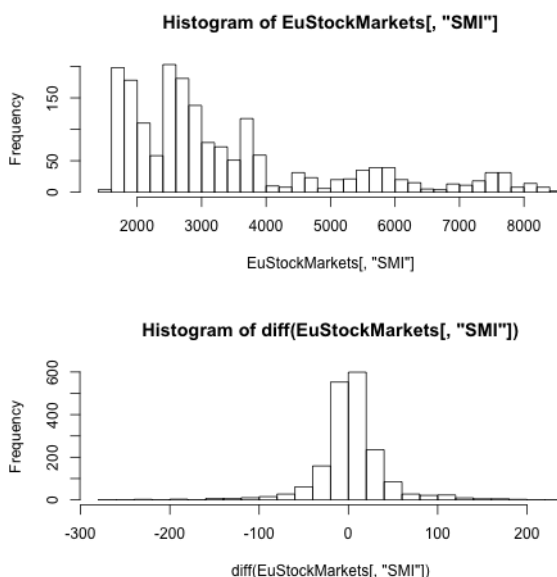 Histogram of EuStockMarkets[, "SMI"]
Frequency
150
50
0
2000 3000 4000 5000 6000 7000 8000
EuStockMarkets[, "SMI"]
Histogram of diff(EuStockMarkets[, "SMI"])
Frequency
600
400
200
0
-300 -200 -100 0 100 200
diff(EuStockMarkets[, "SMI"])